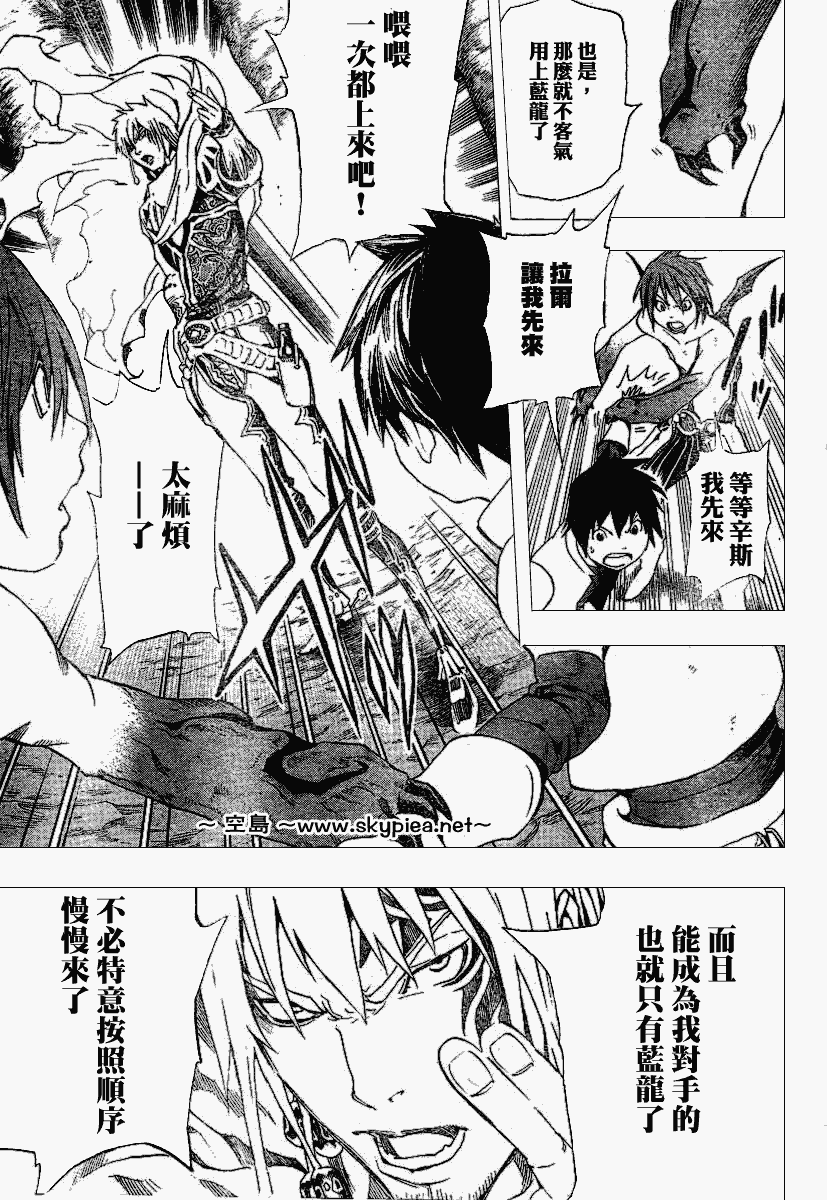 也是，
那麼就不客氣
用上藍龍了
拉爾
讓我先來
等等辛斯
我先來
喂喂
一次都上來吧！
太麻煩
——了
～空島～www.skypiea.net～
而且
能成為我對手的
也就只有藍龍了
不必特意按照順序
慢慢來了